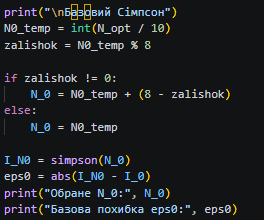 print("\nБазовий Сімпсон")
N0_temp = int(N_opt / 10)
zalishok = N0_temp % 8
if zalishok != 0:
    N_0 = N0_temp + (8 - zalishok)
else:
    N_0 = N0_temp
I_N0 = simpson(N_0)
eps0 = abs(I_N0 - I_0)
print("Обране N_0:", N_0)
print("Базова похибка eps0:", eps0)